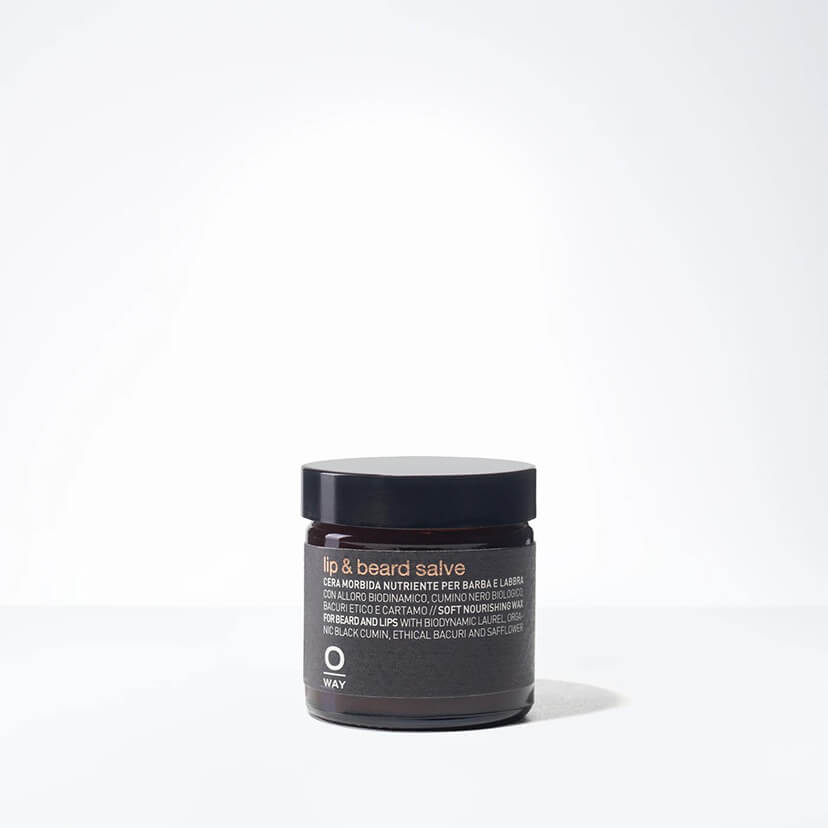 lip & beard salve
CERA MORBIDA NUTRIENTE PER BARBA E LABBRA
CON ALLORO BIODINAMICO, CUMINO NERO BIOLOGICO,
BACURI ETICO E CARTAMO // SOFT NOURISHING WAX
FOR BEARD AND LIPS WITH BIODYNAMIC LAUREL, ORGA-
NIC BLACK CUMIN, ETHICAL BACURI AND SAFFLOWER
O
WAY